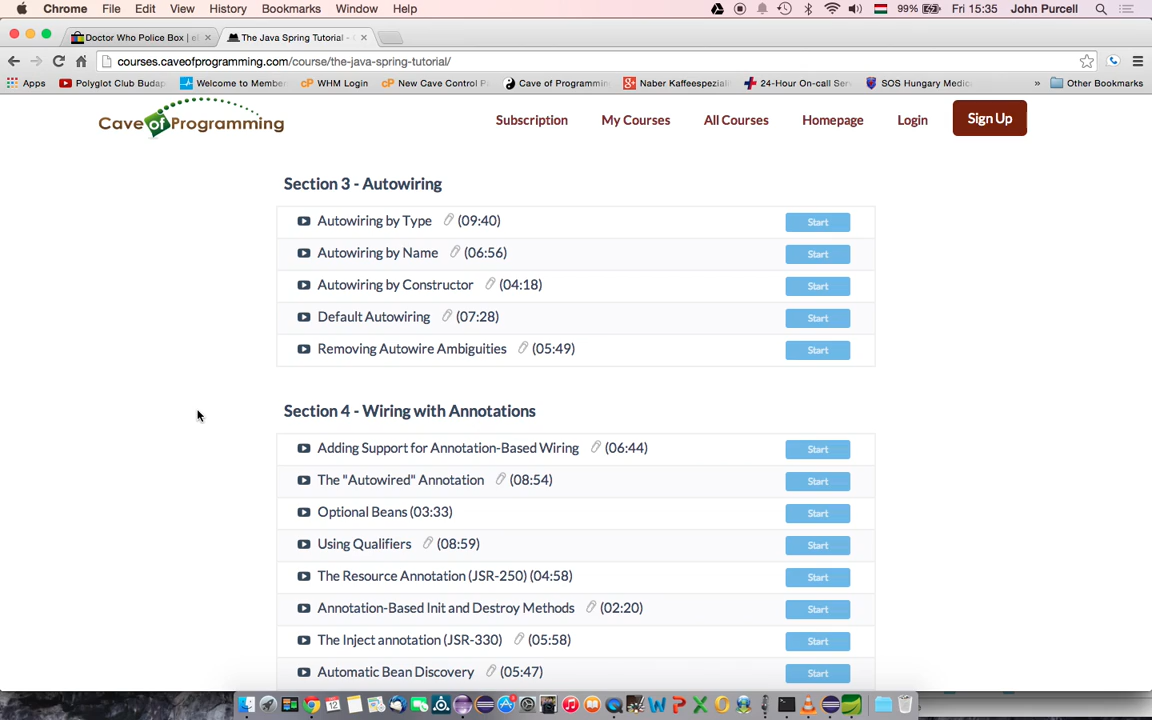 Chrome File Edit View History Bookmarks Window Help 99% Fri 15:35 John Purcell
Doctor Who Police Box | e The Java Spring Tutorial -
courses.caveofprogramming.com/course/the-java-spring-tutorial/
Apps Polyglot Club Budap Welcome to Member WHM Login New Cave Control P Cave of Programmin Naber Kaffeespeziali 24-Hour On-call Serv SOS Hungary Medic » Other Bookmarks
Cave of Programming Subscription My Courses All Courses Homepage Login Sign Up
Section 3 - Autowiring
Autowiring by Type (09:40) Start
Autowiring by Name (06:56) Start
Autowiring by Constructor (04:18) Start
Default Autowiring (07:28) Start
Removing Autowire Ambiguities (05:49) Start
Section 4 - Wiring with Annotations
Adding Support for Annotation-Based Wiring (06:44) Start
The "Autowired" Annotation (08:54) Start
Optional Beans (03:33) Start
Using Qualifiers (08:59) Start
The Resource Annotation (JSR-250) (04:58) Start
Annotation-Based Init and Destroy Methods (02:20) Start
The Inject annotation (JSR-330) (05:58) Start
Automatic Bean Discovery (05:47) Start